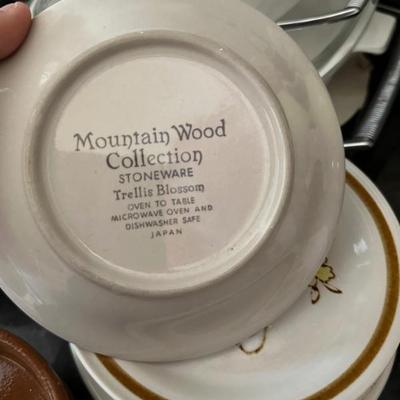 Mountain Wood
Collection
STONEWARE
Trellis Blossom
OVEN TO TABLE
MICROWAVE OVEN AND
DISHWASHER SAFE
JAPAN